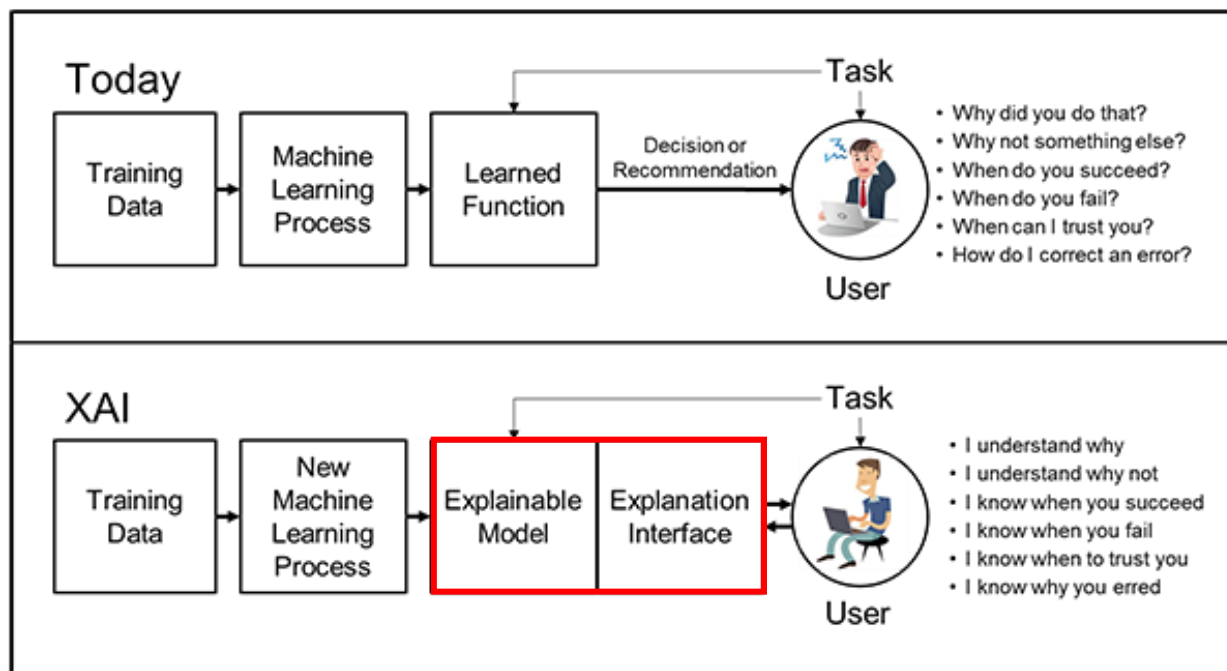 Today
Task
Training
Data
Machine
Learning
Process
Learned
Function
Decision or
Recommendation
User
• Why did you do that?
• Why not something else?
• When do you succeed?
• When do you fail?
• When can I trust you?
• How do I correct an error?
XAI
Task
Training
Data
New
Machine
Learning
Process
Explainable
Model
Explanation
Interface
User
• I understand why
• I understand why not
• I know when you succeed
• I know when you fail
• I know when to trust you
• I know why you erred